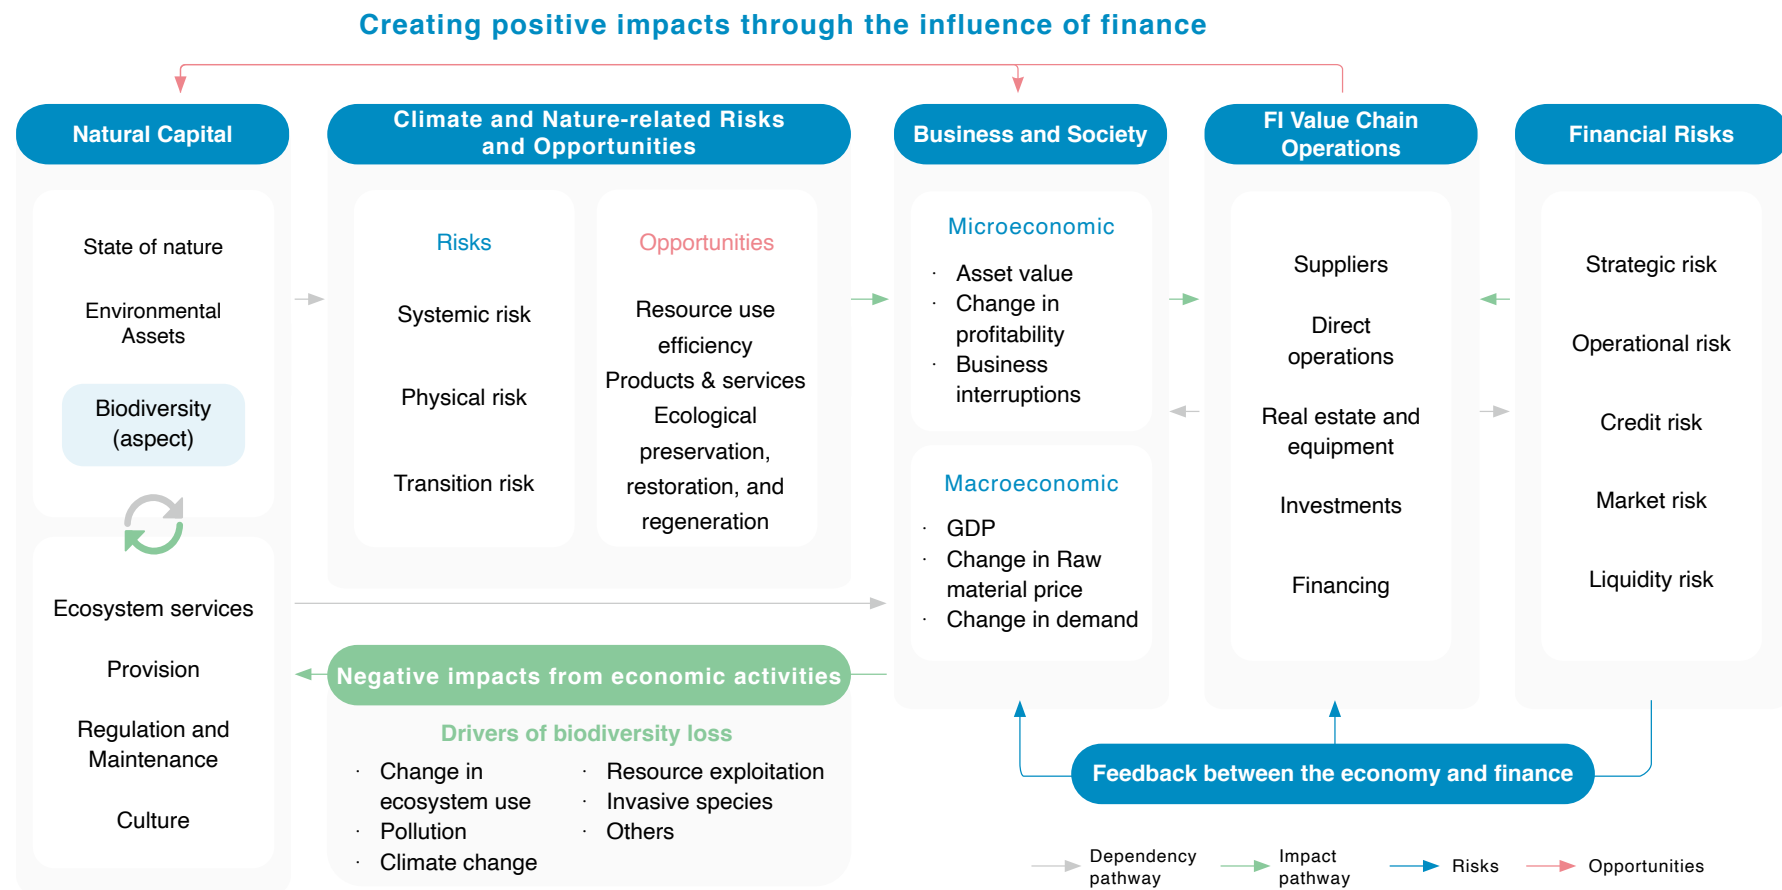 Creating positive impacts through the influence of finance
Natural Capital
State of nature
Environmental
Assets
Biodiversity
(aspect)
Ecosystem services
Provision
Regulation and
Maintenance
Culture
Climate and Nature-related Risks
and Opportunities
Risks
Systemic risk
Physical risk
Transition risk
Opportunities
Resource use
efficiency
Products & services
Ecological
preservation,
restoration, and
regeneration
Negative impacts from economic activities
Drivers of biodiversity loss
· Change in
ecosystem use
· Pollution
· Climate change
· Resource exploitation
· Invasive species
· Others
Business and Society
Microeconomic
· Asset value
· Change in
profitability
· Business
interruptions
Macroeconomic
· GDP
· Change in Raw
material price
· Change in demand
FI Value Chain
Operations
Suppliers
Direct
operations
Real estate and
equipment
Investments
Financing
Financial Risks
Strategic risk
Operational risk
Credit risk
Market risk
Liquidity risk
Feedback between the economy and finance
Dependency
pathway
Impact
pathway
Risks
Opportunities